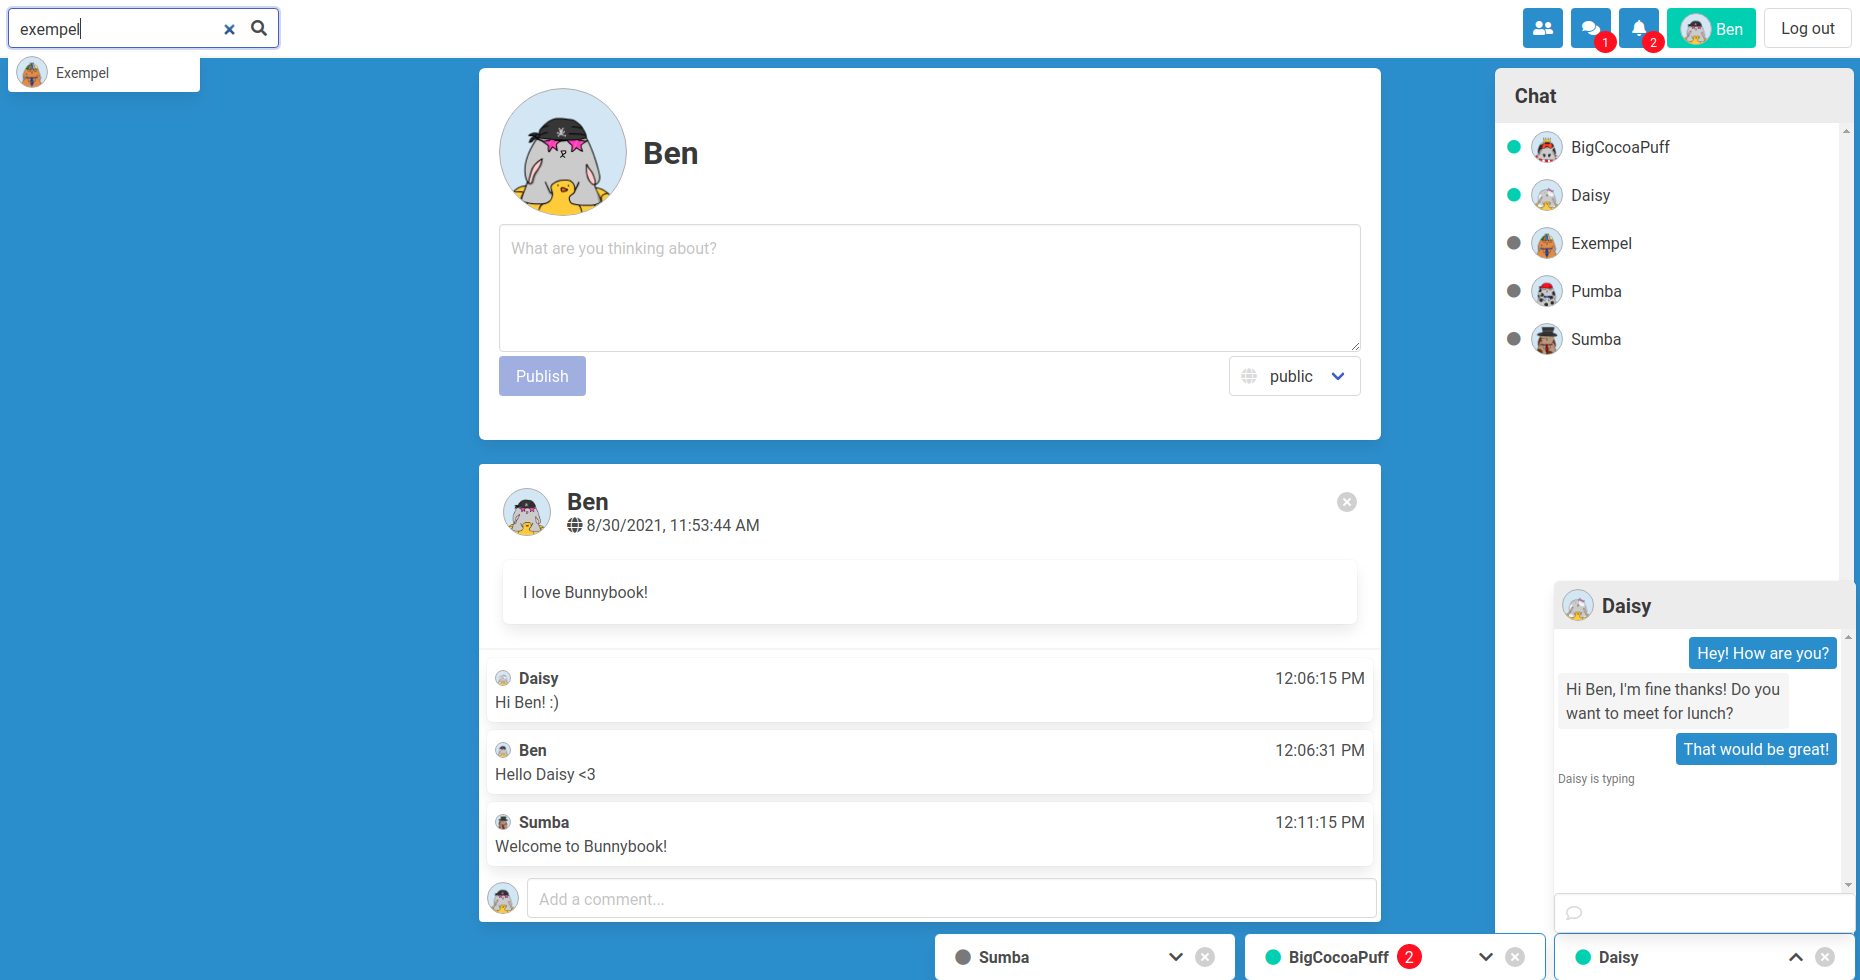 exempel
1
2
Ben
Log out
Exempel
Ben
What are you thinking about?
Publish
public
Ben
8/30/2021, 11:53:44 AM
I love Bunnybook!
Daisy
12:06:15 PM
Hi Ben! :)
Ben
12:06:31 PM
Hello Daisy <3
Sumba
12:11:15 PM
Welcome to Bunnybook!
Add a comment...
Chat
BigCocoaPuff
Daisy
Exempel
Pumba
Sumba
Daisy
Hey! How are you?
Hi Ben, I'm fine thanks! Do you
want to meet for lunch?
That would be great!
Daisy is typing
Sumba
BigCocoaPuff
2
Daisy